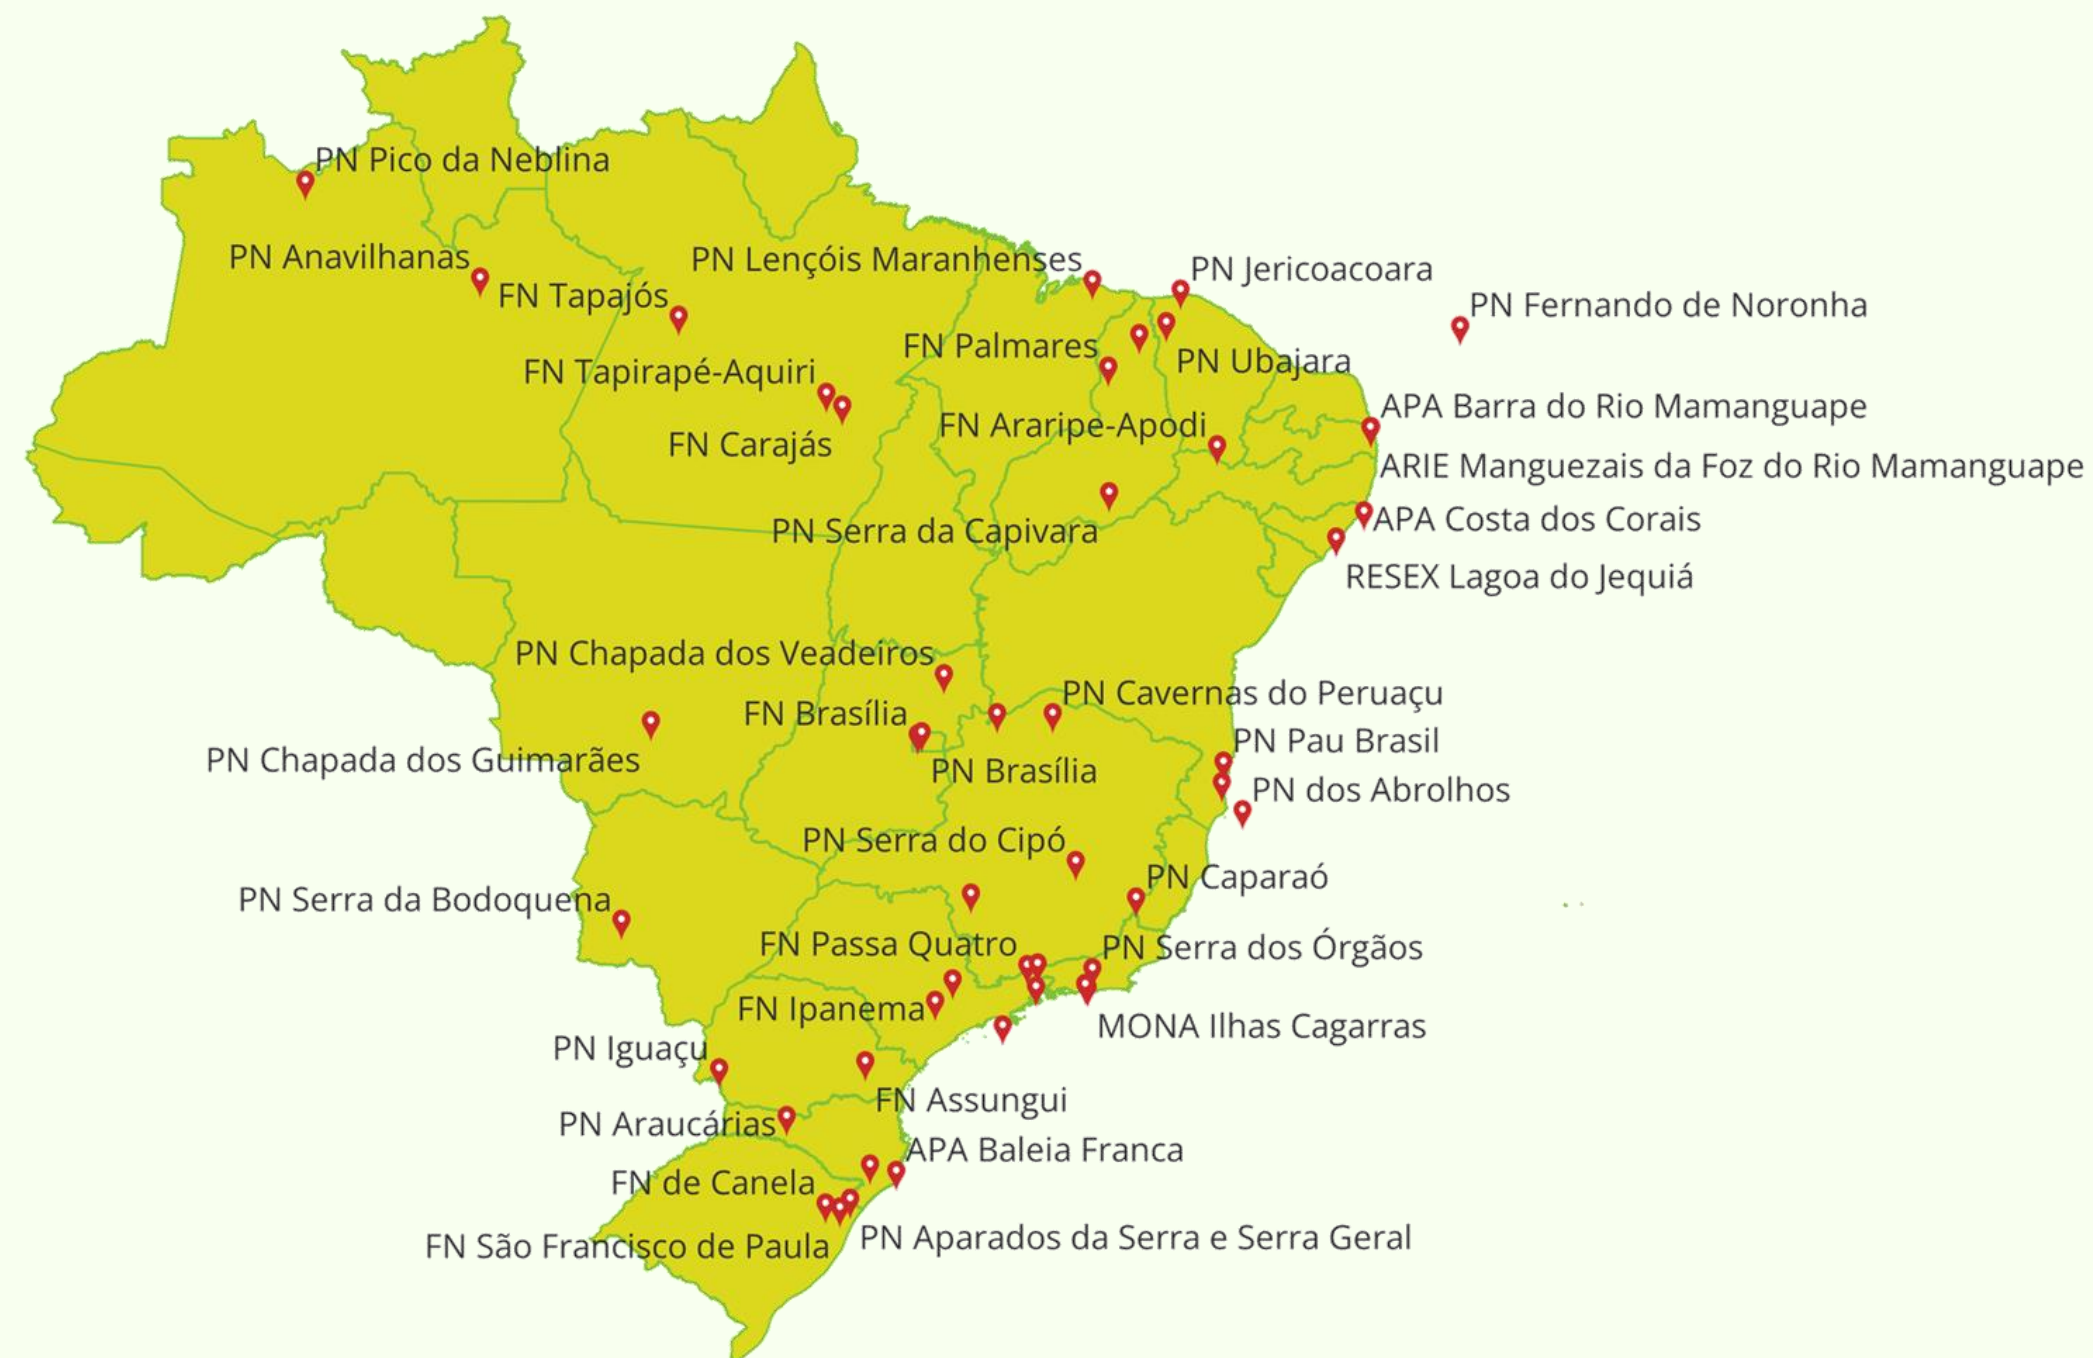 PN Pico da Neblina
PN Anavilhanas
PN Lençóis Maranhenses
PN Jericoacoara
FN Tapajós
PN Fernando de Noronha
FN Palmares
PN Ubajara
FN Tapirapé-Aquiri
APA Barra do Rio Mamanguape
FN Araripe-Apodi
FN Carajás
ARIE Manguezais da Foz do Rio Mamanguape
APA Costa dos Corais
PN Serra da Capivara
RESEX Lagoa do Jequiá
PN Chapada dos Veadeiros
PN Cavernas do Peruaçu
FN Brasília
PN Pau Brasil
PN Chapada dos Guimarães
PN Brasília
PN dos Abrolhos
PN Serra do Cipó
PN Caparaó
PN Serra da Bodoquena
FN Passa Quatro
PN Serra dos Órgãos
FN Ipanema
MONA Ilhas Cagarras
PN Iguaçu
FN Assungui
PN Araucárias
APA Baleia Franca
FN de Canela
PN Aparados da Serra e Serra Geral
FN São Francisco de Paula